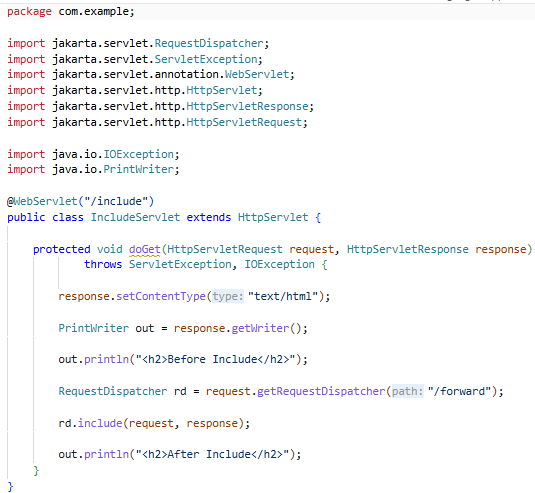 package com.example;
import jakarta.servlet.RequestDispatcher;
import jakarta.servlet.ServletException;
import jakarta.servlet.annotation.WebServlet;
import jakarta.servlet.http.HttpServlet;
import jakarta.servlet.http.HttpServletResponse;
import jakarta.servlet.http.HttpServletRequest;
import java.io.IOException;
import java.io.PrintWriter;
@WebServlet("/include")
public class IncludeServlet extends HttpServlet {
protected void doGet(HttpServletRequest request, HttpServletResponse response)
throws ServletException, IOException {
response.setContentType(type: "text/html");
PrintWriter out = response.getWriter();
out.println("<h2>Before Include</h2>");
RequestDispatcher rd = request.getRequestDispatcher(path: "/forward");
rd.include(request, response);
out.println("<h2>After Include</h2>");
}
}